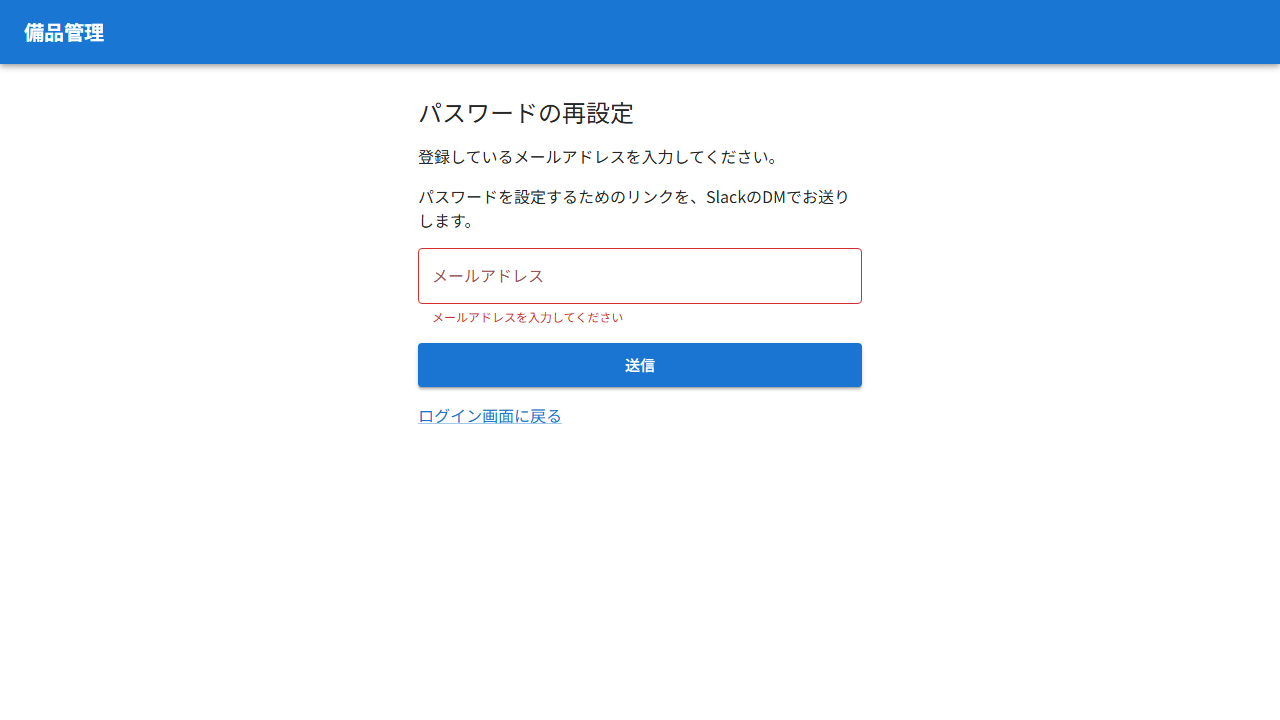 備品管理
パスワードの再設定
登録しているメールアドレスを入力してください。
パスワードを設定するためのリンクを、SlackのDMでお送り
します。
メールアドレス
メールアドレスを入力してください
送信
ログイン画面に戻る